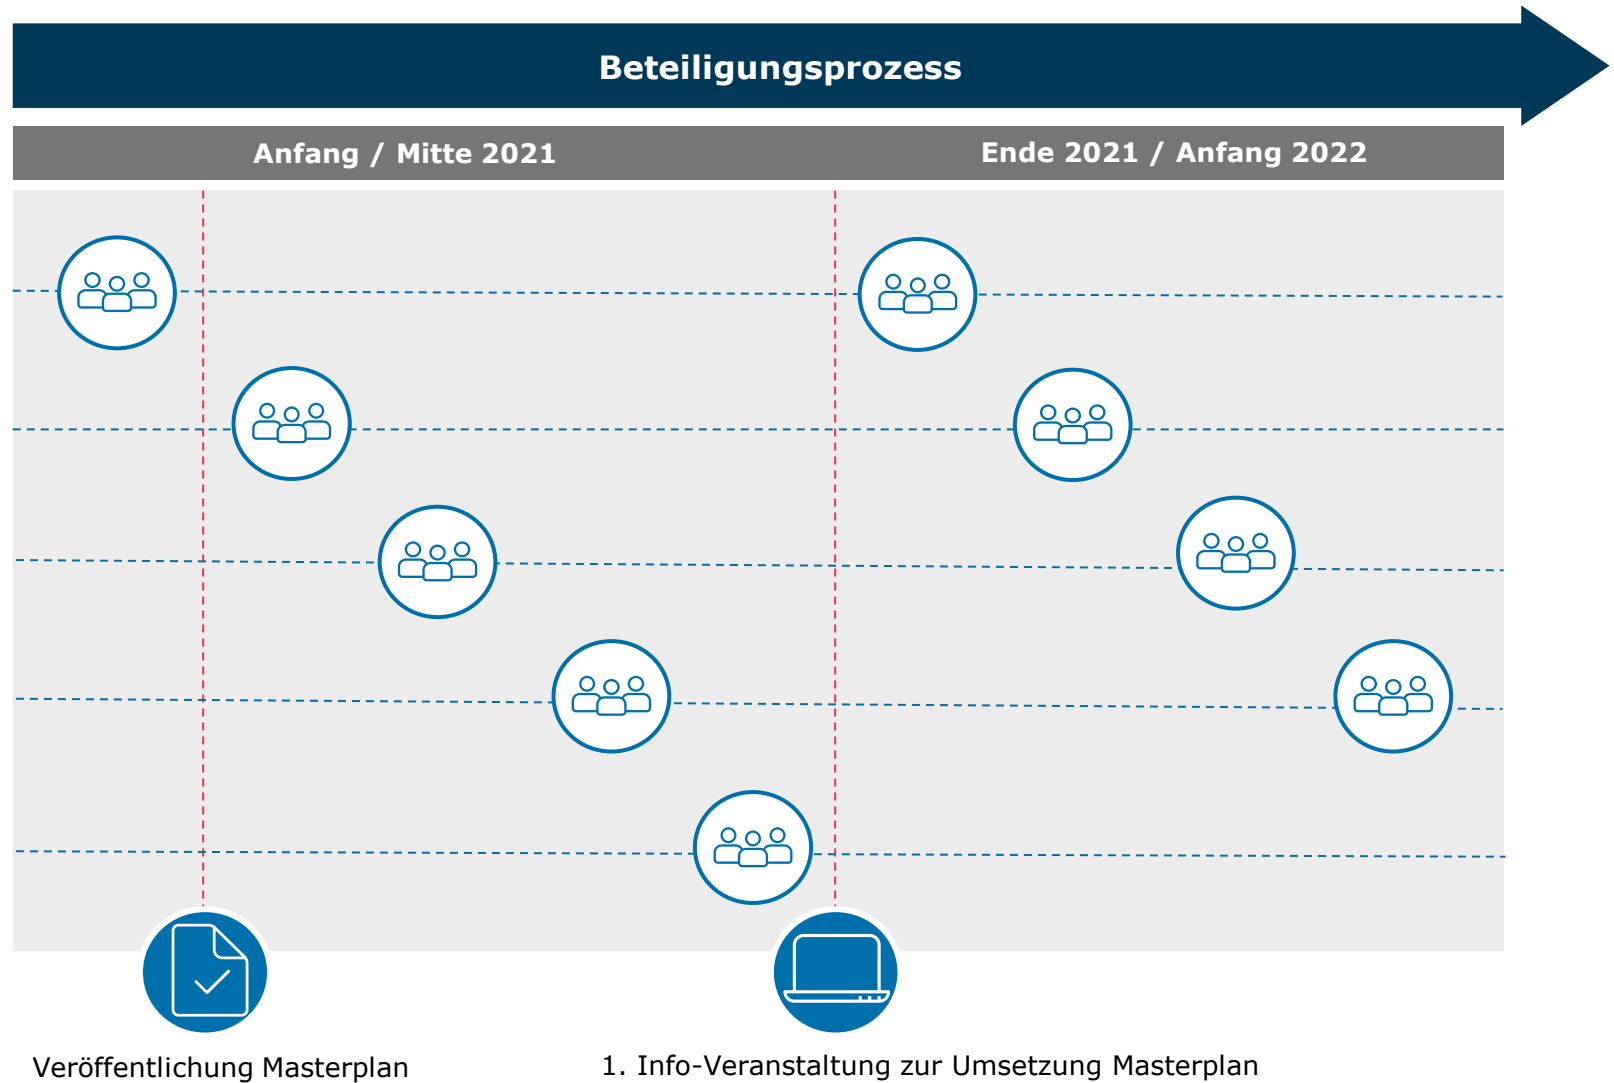 Beteiligungsprozess
Anfang / Mitte 2021
Ende 2021 / Anfang 2022
Veröffentlichung Masterplan
1. Info-Veranstaltung zur Umsetzung Masterplan